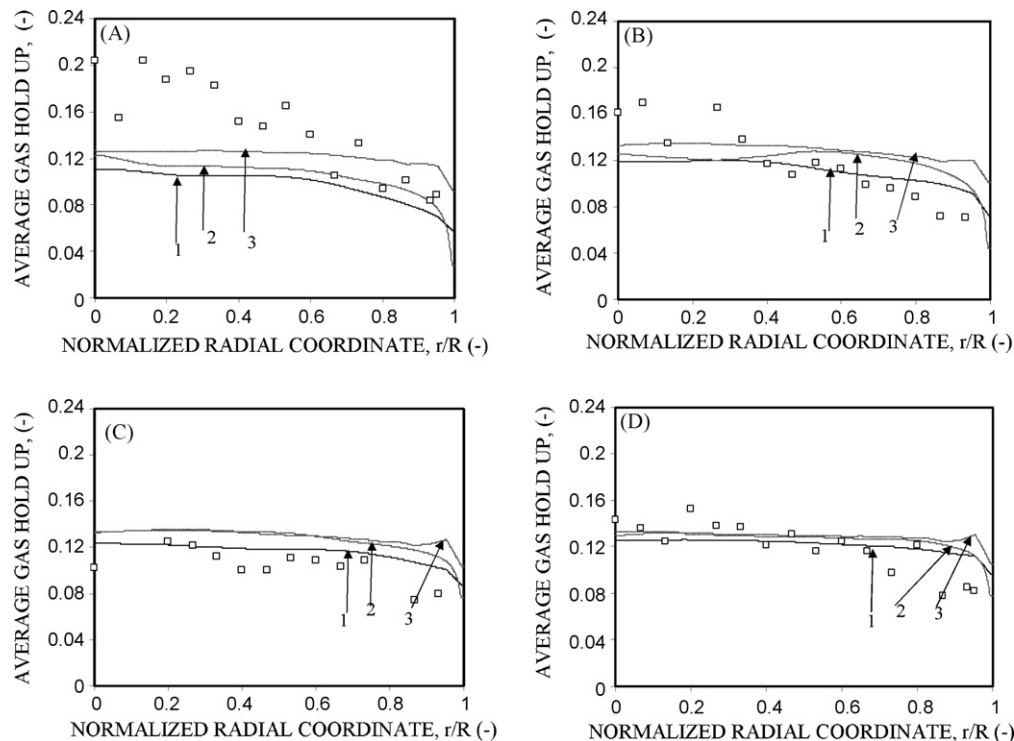 (A)
AVERAGE GAS HOLD UP, (-)
0.24
0.2
0.16
0.12
0.08
0.04
0
1
2
3
0 0.2 0.4 0.6 0.8 1
NORMALIZED RADIAL COORDINATE, r/R (-)
(B)
AVERAGE GAS HOLD UP, (-)
0.24
0.2
0.16
0.12
0.08
0.04
0
1
2
3
0 0.2 0.4 0.6 0.8 1
NORMALIZED RADIAL COORDINATE, r/R (-)
(C)
AVERAGE GAS HOLD UP, (-)
0.24
0.2
0.16
0.12
0.08
0.04
0
1
2
3
0 0.2 0.4 0.6 0.8 1
NORMALIZED RADIAL COORDINATE, r/R (-)
(D)
AVERAGE GAS HOLD UP, (-)
0.24
0.2
0.16
0.12
0.08
0.04
0
1
2
3
0 0.2 0.4 0.6 0.8 1
NORMALIZED RADIAL COORDINATE, r/R (-)